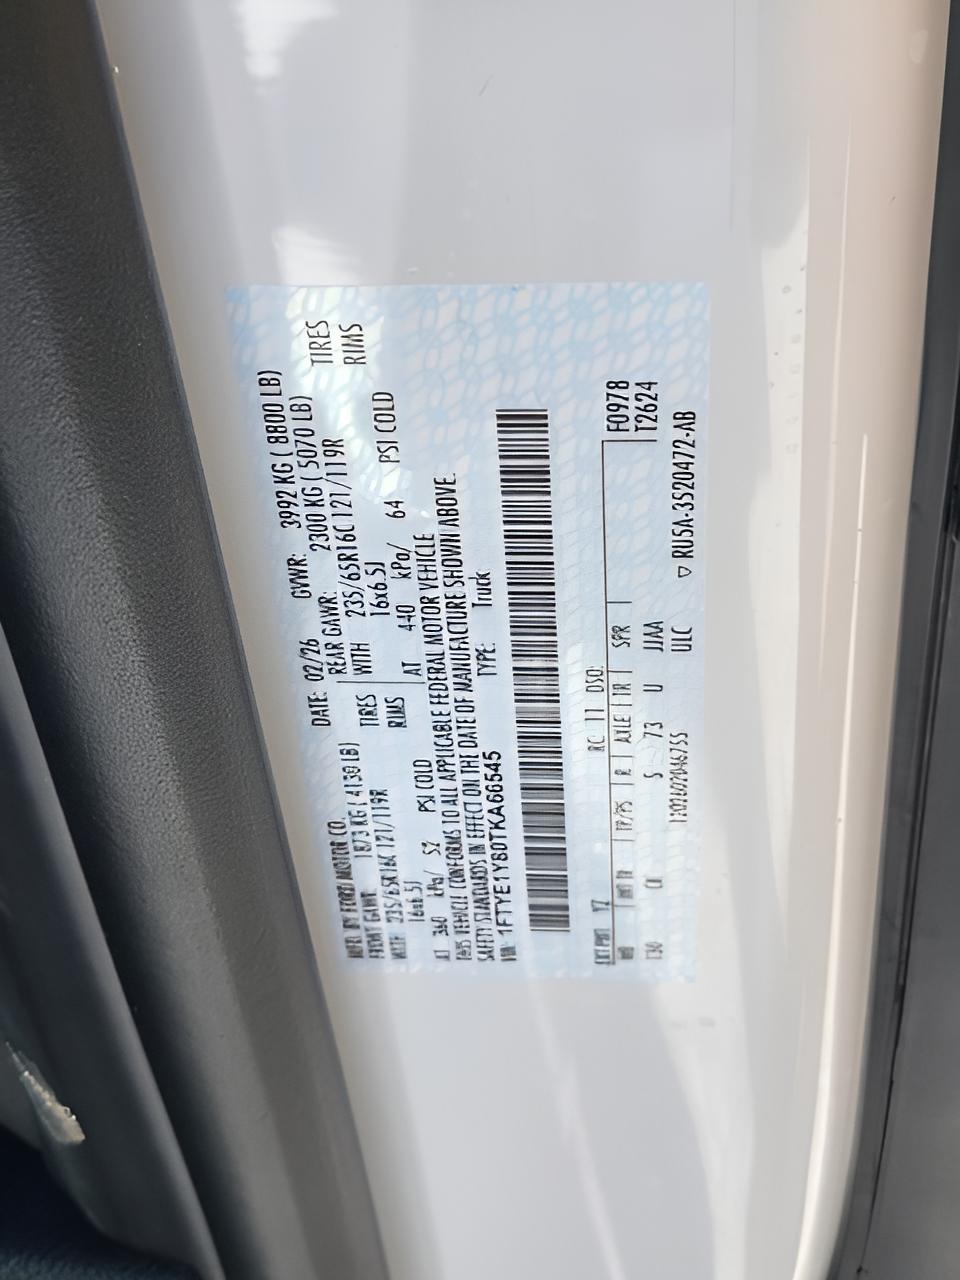 MFD. BY FORD MOTOR CO. DATE: 02/26 GVWR: 3992 KG ( 8800 LB)
FRONT GAWR: 1873 KG ( 4130 LB) REAR GAWR: 2300 KG ( 5070 LB)
WITH 235/65R16C 121/119R TIRES WITH 235/65R16C 121/119R TIRES
16x6.5J RIMS 16x6.5J RIMS
AT 360 kPa/ 52 PSI COLD AT 440 kPa/ 64 PSI COLD
THIS VEHICLE CONFORMS TO ALL APPLICABLE FEDERAL MOTOR VEHICLE
SAFETY STANDARDS IN EFFECT ON THE DATE OF MANUFACTURE SHOWN ABOVE.
VIN: 1FTYE1Y80TKA66545 TYPE: Truck
EXT PNT: YZ RC: 11 DSO: F0978
WB TP/PS R AXLE TR SPR T2624
130 S 73 U JJAA
ULC ▽ RU5A-3520472-AB